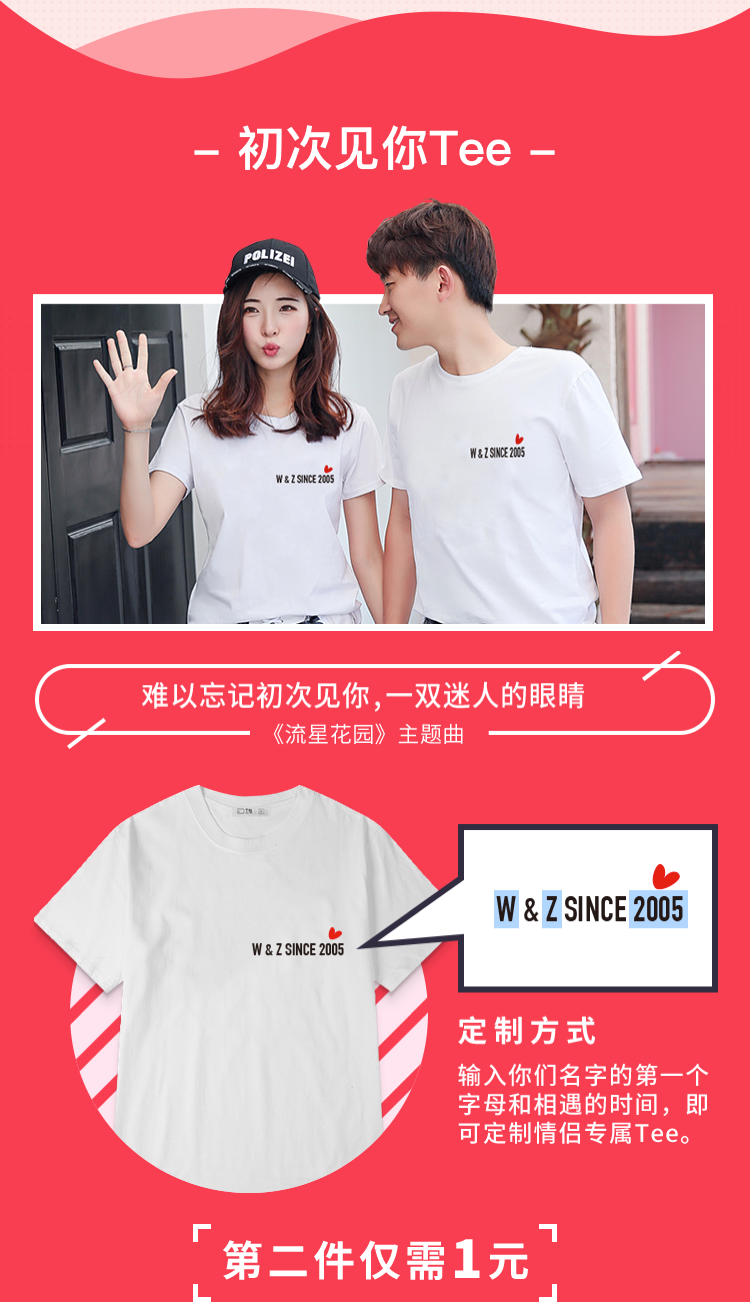 – 初次见你Tee –
POLIZEI
W & Z SINCE 2005
W & Z SINCE 2005
难以忘记初次见你,一双迷人的眼睛
《流星花园》主题曲
W & Z SINCE 2005
W & Z SINCE 2005
定制方式
输入你们名字的第一个
字母和相遇的时间，即
可定制情侣专属Tee。
第二件仅需1元